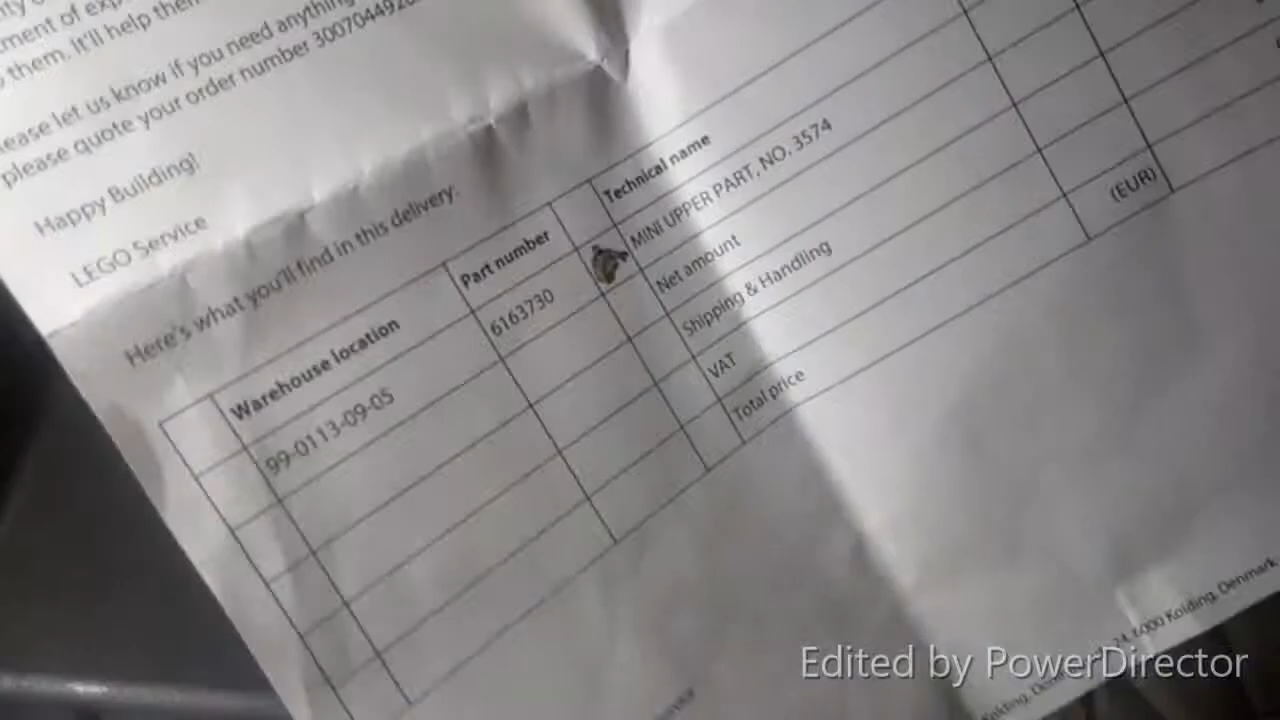 ment of exp
them. It'll help them
lease let us know if you need anything
please quote your order number 300704492
Happy Building!
LEGO Service
Here's what you'll find in this delivery.
Warehouse location Part number Technical name
99-0113-09-05 6163730 MINI UPPER PART, NO. 3574
Net amount
Shipping & Handling
VAT
Total price (EUR)
24, 6000 Kolding, Denmark
Edited by PowerDirector